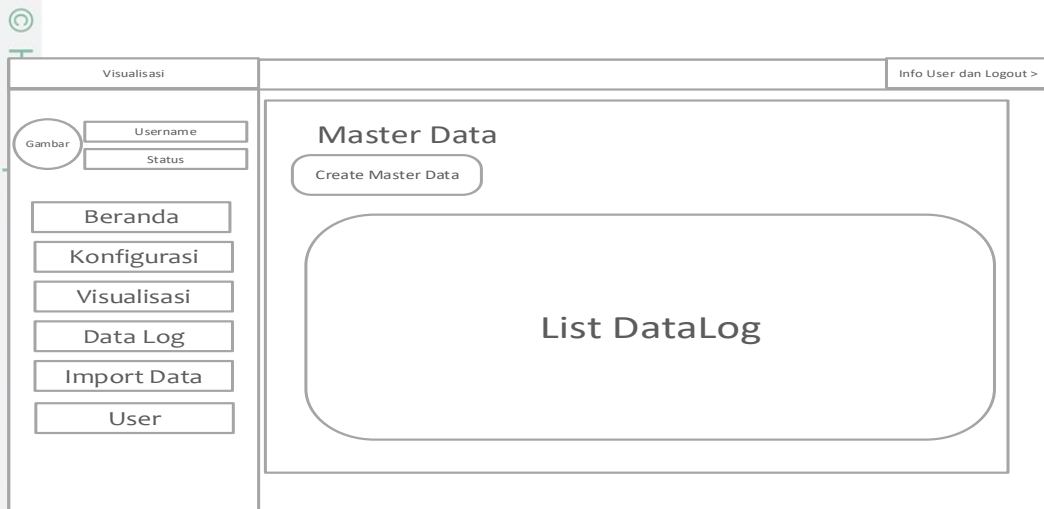 © H
Visualisasi
Info User dan Logout >
Gambar
Username
Status
Beranda
Konfigurasi
Visualisasi
Data Log
Import Data
User
Master Data
Create Master Data
List DataLog